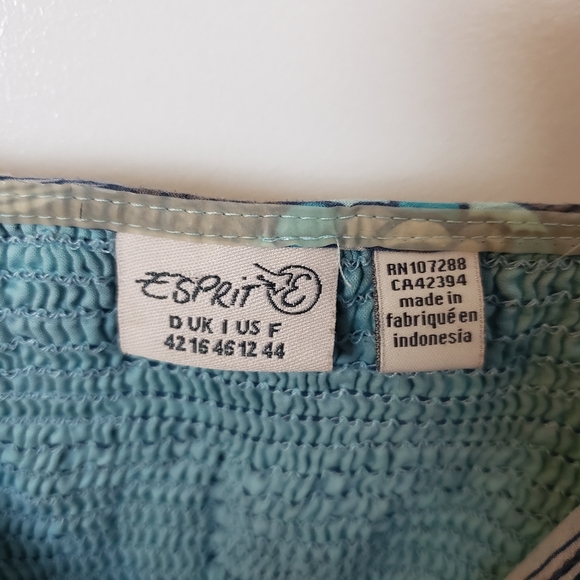 ESPRIT E
D UK I US F
42 16 46 12 44
RN107288
CA42394
made in
fabriqué en
indonesia